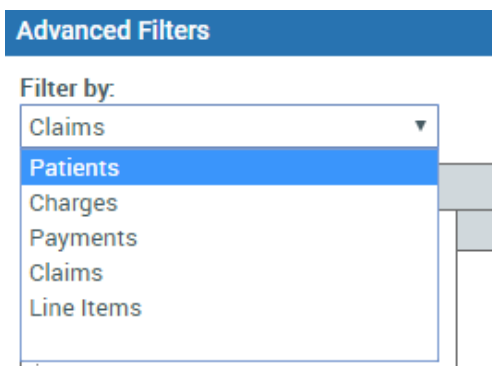 Advanced Filters
Filter by:
Claims
Patients
Charges
Payments
Claims
Line Items